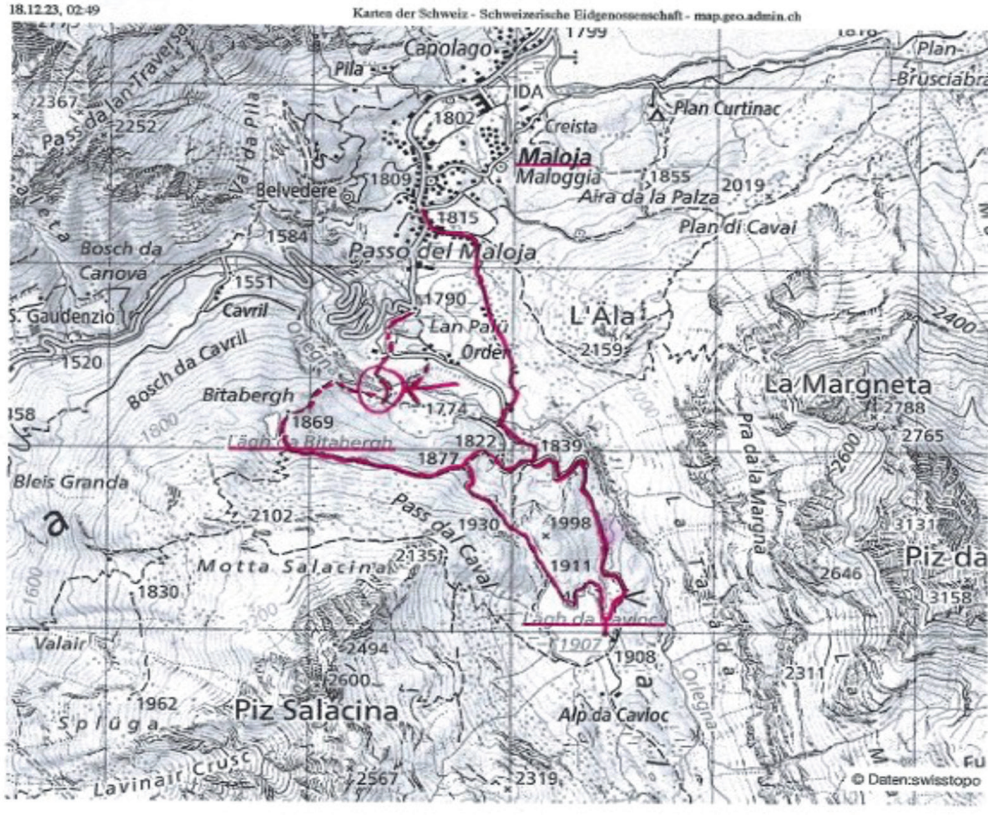 18.12.23, 02:49
Karten der Schweiz - Schweizerische Eidgenossenschaft - map.geo.admin.ch
1799
Capolago
Plan-
-Brüsciabra
Pila
IDA
2367
Pass da lan Traversa
1802
Plan Curtinac
2252
Creista
Val da Pila
Maloja
Maloggia
1809
1855
2019
Belvedere
Aira da la Palza
1815
Plan di Cavai
1584
Passo del Maloja
Bosch da
Canova
1551
1790
S. Gaudenzio
Cavril
L'Äla
2400
Orden
1520
2159
Bosch da Cavril
La Margneta
Bitabergh
1774
2788
1869
1800
Lägh da Bitabergh
1822
1839
2765
1877
2600
Pra da la Margna
Bleis Granda
Pass dal Caval
2102
1930
1998
3131
a
2135
Piz da
Motta Salacina
1911
2646
1830
3158
1600
Lägh da Cavloc
Valair
1907
2494
1908
2311
2600
1962
Piz Salacina
Orlegna
Alp da Cavloc
Splüga
Lavinair Crusc
2567
2319
© Daten:swisstopo